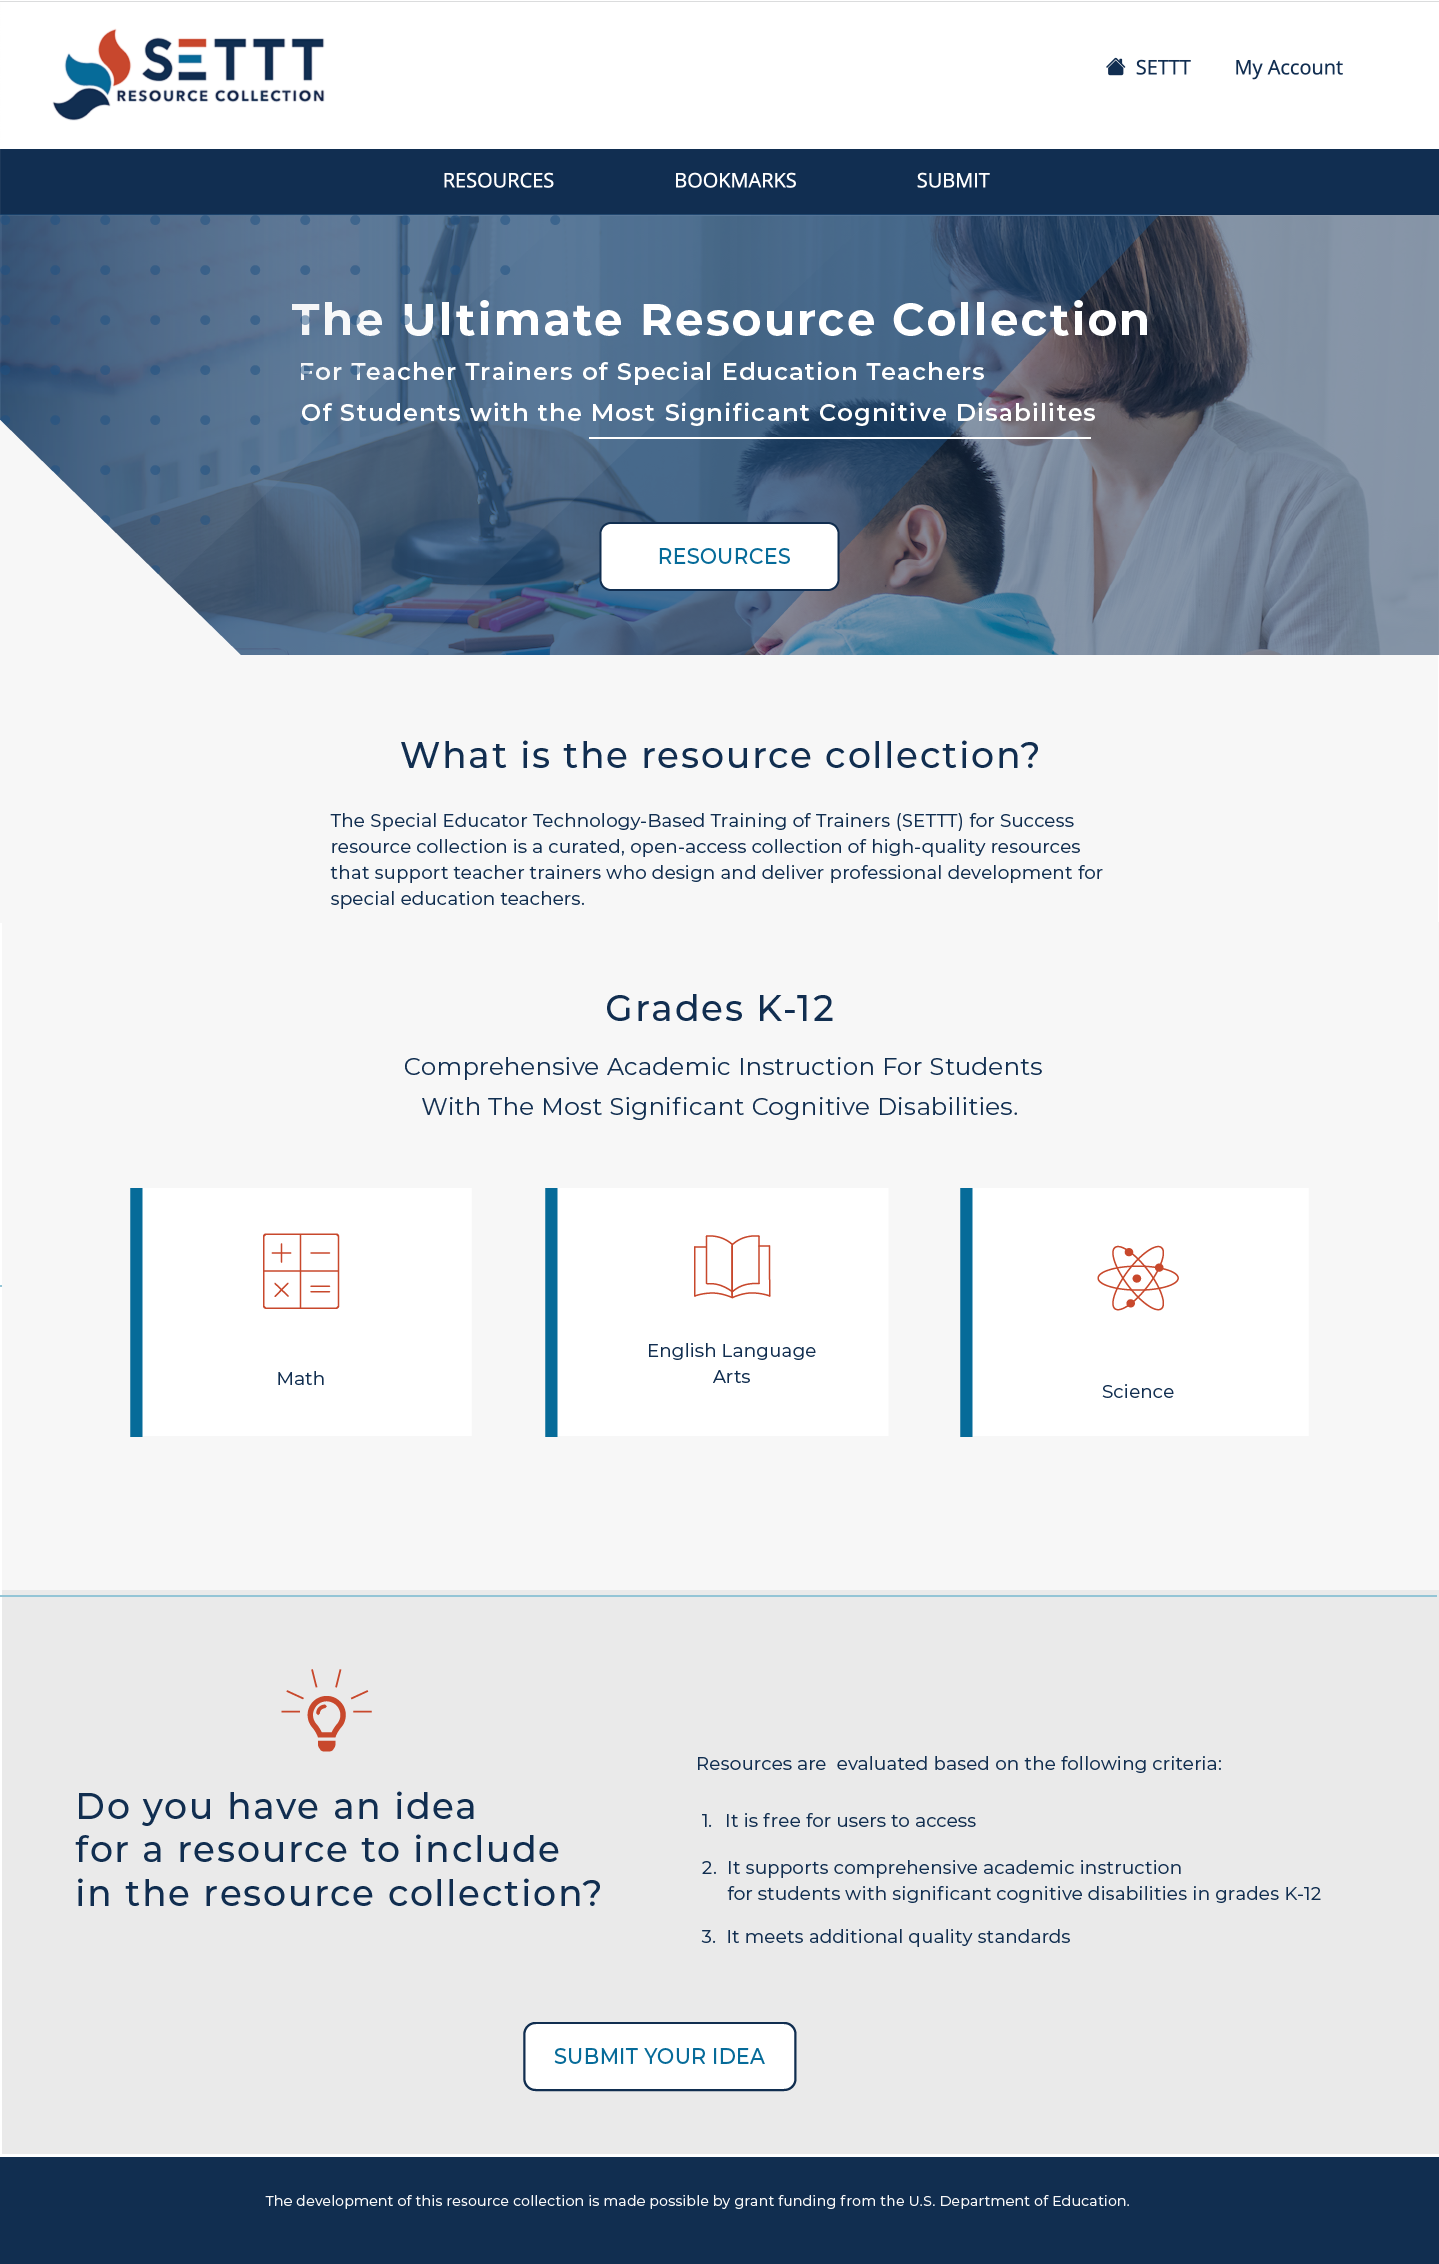 SETTT
RESOURCE COLLECTION
SETTT
My Account
RESOURCES
BOOKMARKS
SUBMIT
The Ultimate Resource Collection
For Teacher Trainers of Special Education Teachers
Of Students with the Most Significant Cognitive Disabilites
RESOURCES
What is the resource collection?
The Special Educator Technology-Based Training of Trainers (SETTT) for Success
resource collection is a curated, open-access collection of high-quality resources
that support teacher trainers who design and deliver professional development for
special education teachers.
Grades K-12
Comprehensive Academic Instruction For Students
With The Most Significant Cognitive Disabilities.
Math
English Language
Arts
Science
Do you have an idea
for a resource to include
in the resource collection?
Resources are  evaluated based on the following criteria:
1. It is free for users to access
2. It supports comprehensive academic instruction
for students with significant cognitive disabilities in grades K-12
3. It meets additional quality standards
SUBMIT YOUR IDEA
The development of this resource collection is made possible by grant funding from the U.S. Department of Education.